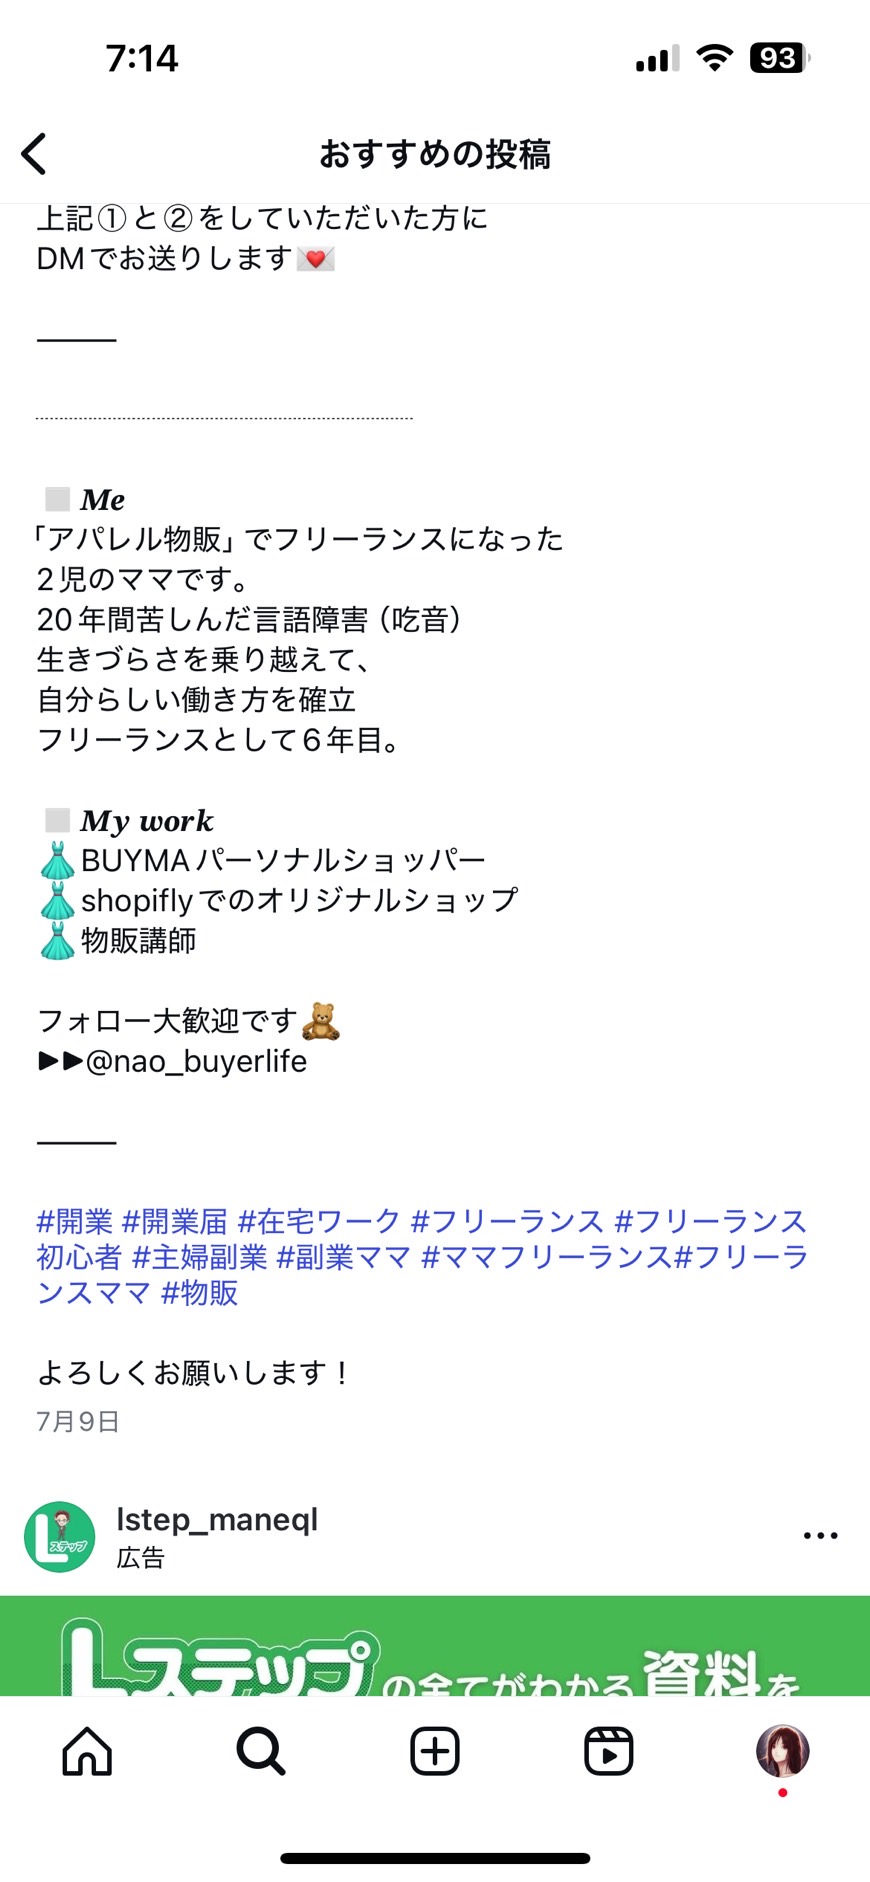 7:14
93
おすすめの投稿
上記①と②をしていただいた方に
DMでお送りします💌
Me
「アパレル物販」でフリーランスになった
2児のママです。
20年間苦しんだ言語障害（吃音）
生きづらさを乗り越えて、
自分らしい働き方を確立
フリーランスとして6年目。
My work
👗BUYMAパーソナルショッパー
👗shopiflyでのオリジナルショップ
👗物販講師
フォロー大歓迎です🧸
▶▶@nao_buyerlife
#開業 #開業届 #在宅ワーク #フリーランス #フリーランス
初心者 #主婦副業 #副業ママ #ママフリーランス#フリーラ
ンスママ #物販
よろしくお願いします！
7月9日
Lステップ
lstep_maneql
広告
Lステップの全てがわかる資料を